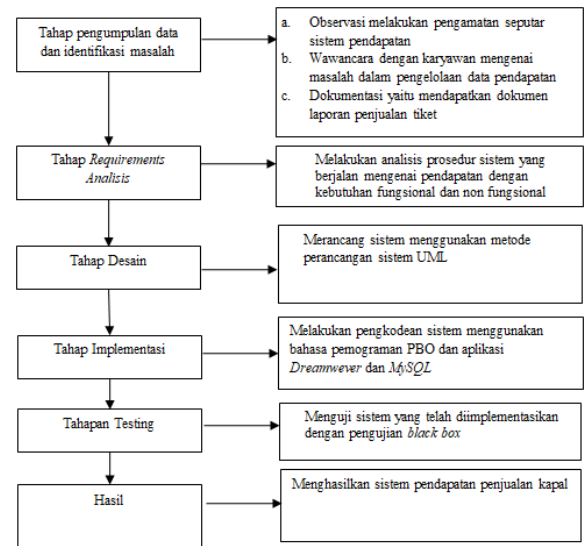 Tahap pengumpulan data
dan identifikasi masalah
a. Observasi melakukan pengamatan seputar
sistem pendapatan
b. Wawancara dengan karyawan mengenai
masalah dalam pengelolaan data pendapatan
c. Dokumentasi yaitu mendapatkan dokumen
laporan penjualan tiket
Tahap Requirements
Analisis
Melakukan analisis prosedur sistem yang
berjalan mengenai pendapatan dengan
kebutuhan fungsional dan non fungsional
Tahap Desain
Merancang sistem menggunakan metode
perancangan sistem UML
Tahap Implementasi
Melakukan pengkodean sistem menggunakan
bahasa pemograman PBO dan aplikasi
Dreamwever dan MySQL
Tahapan Testing
Menguji sistem yang telah diimplementasikan
dengan pengujian black box
Hasil
Menghasilkan sistem pendapatan penjualan kapal